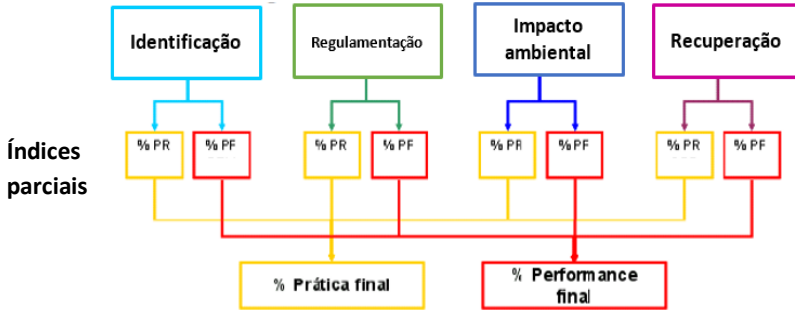 Identificação
Regulamentação
Impacto
ambiental
Recuperação
Índices
parciais
% PR
% PF
% PR
% PF
% PR
% PF
% PR
% PF
% Prática final
% Performance
final